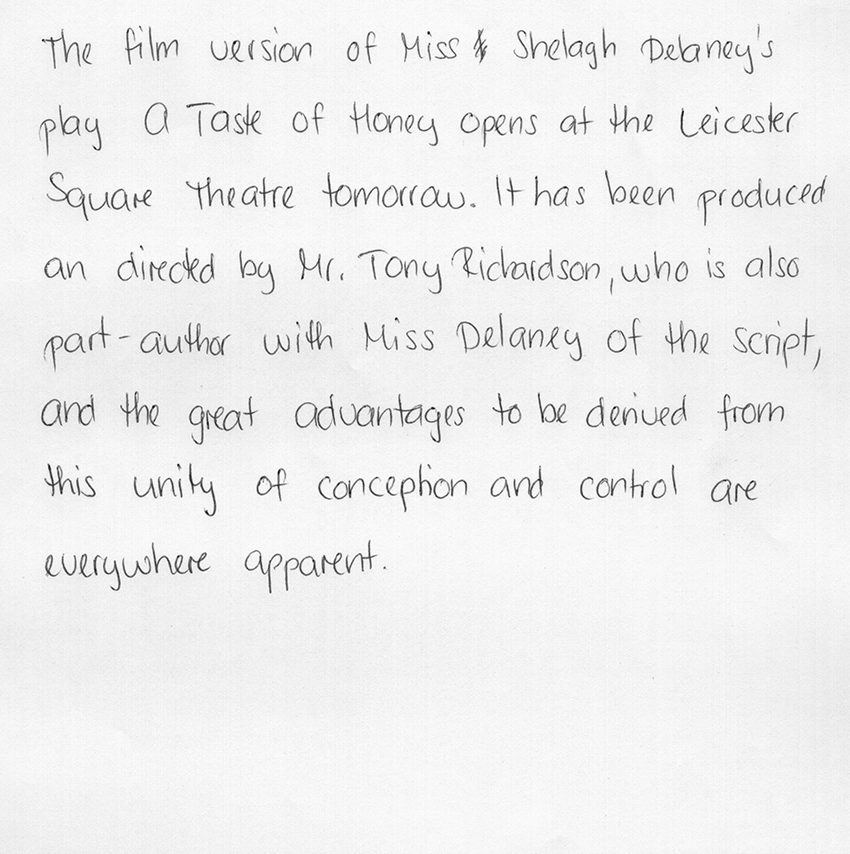 The film version of Miss Shelagh Delaney's
play A Taste of Honey opens at the Leicester
Square Theatre tomorrow. It has been produced
an directed by Mr. Tony Richardson, who is also
part-author with Miss Delaney of the script,
and the great advantages to be derived from
this unity of conception and control are
everywhere apparent.